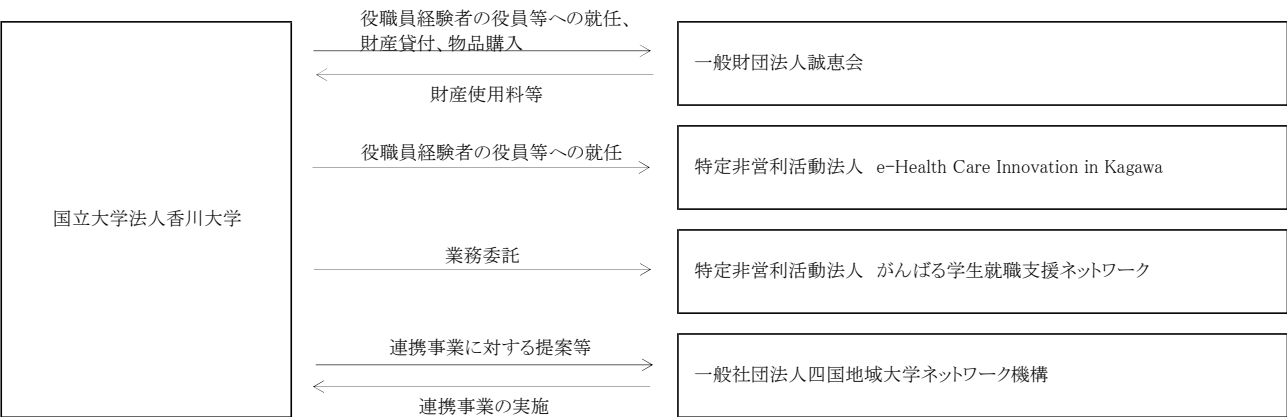 役職員経験者の役員等への就任、
財産貸付、物品購入
一般財団法人誠恵会
財産使用料等
役職員経験者の役員等への就任
特定非営利活動法人 e-Health Care Innovation in Kagawa
国立大学法人香川大学
業務委託
特定非営利活動法人 がんばる学生就職支援ネットワーク
連携事業に対する提案等
一般社団法人四国地域大学ネットワーク機構
連携事業の実施